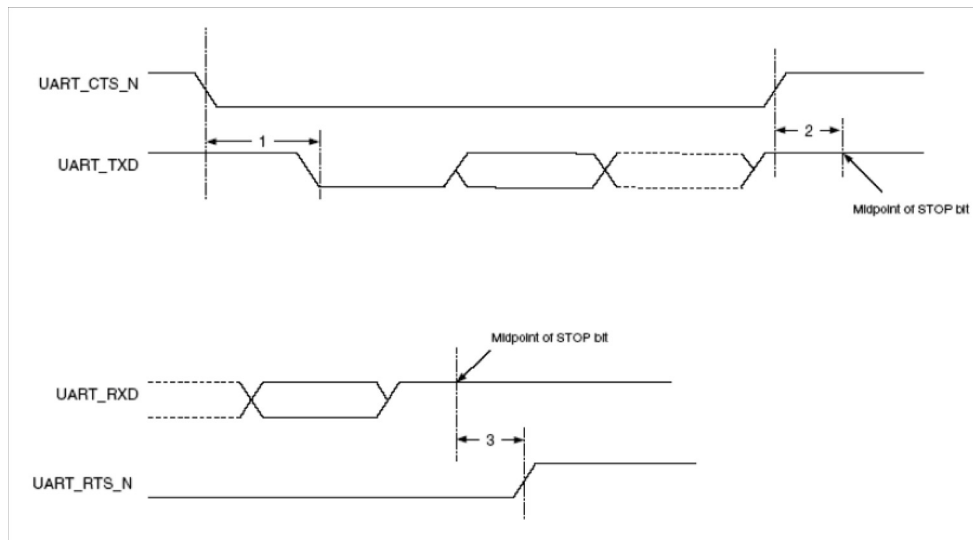 UART_CTS_N
1
2
UART_TXD
Midpoint of STOP bit
Midpoint of STOP bit
UART_RXD
3
UART_RTS_N